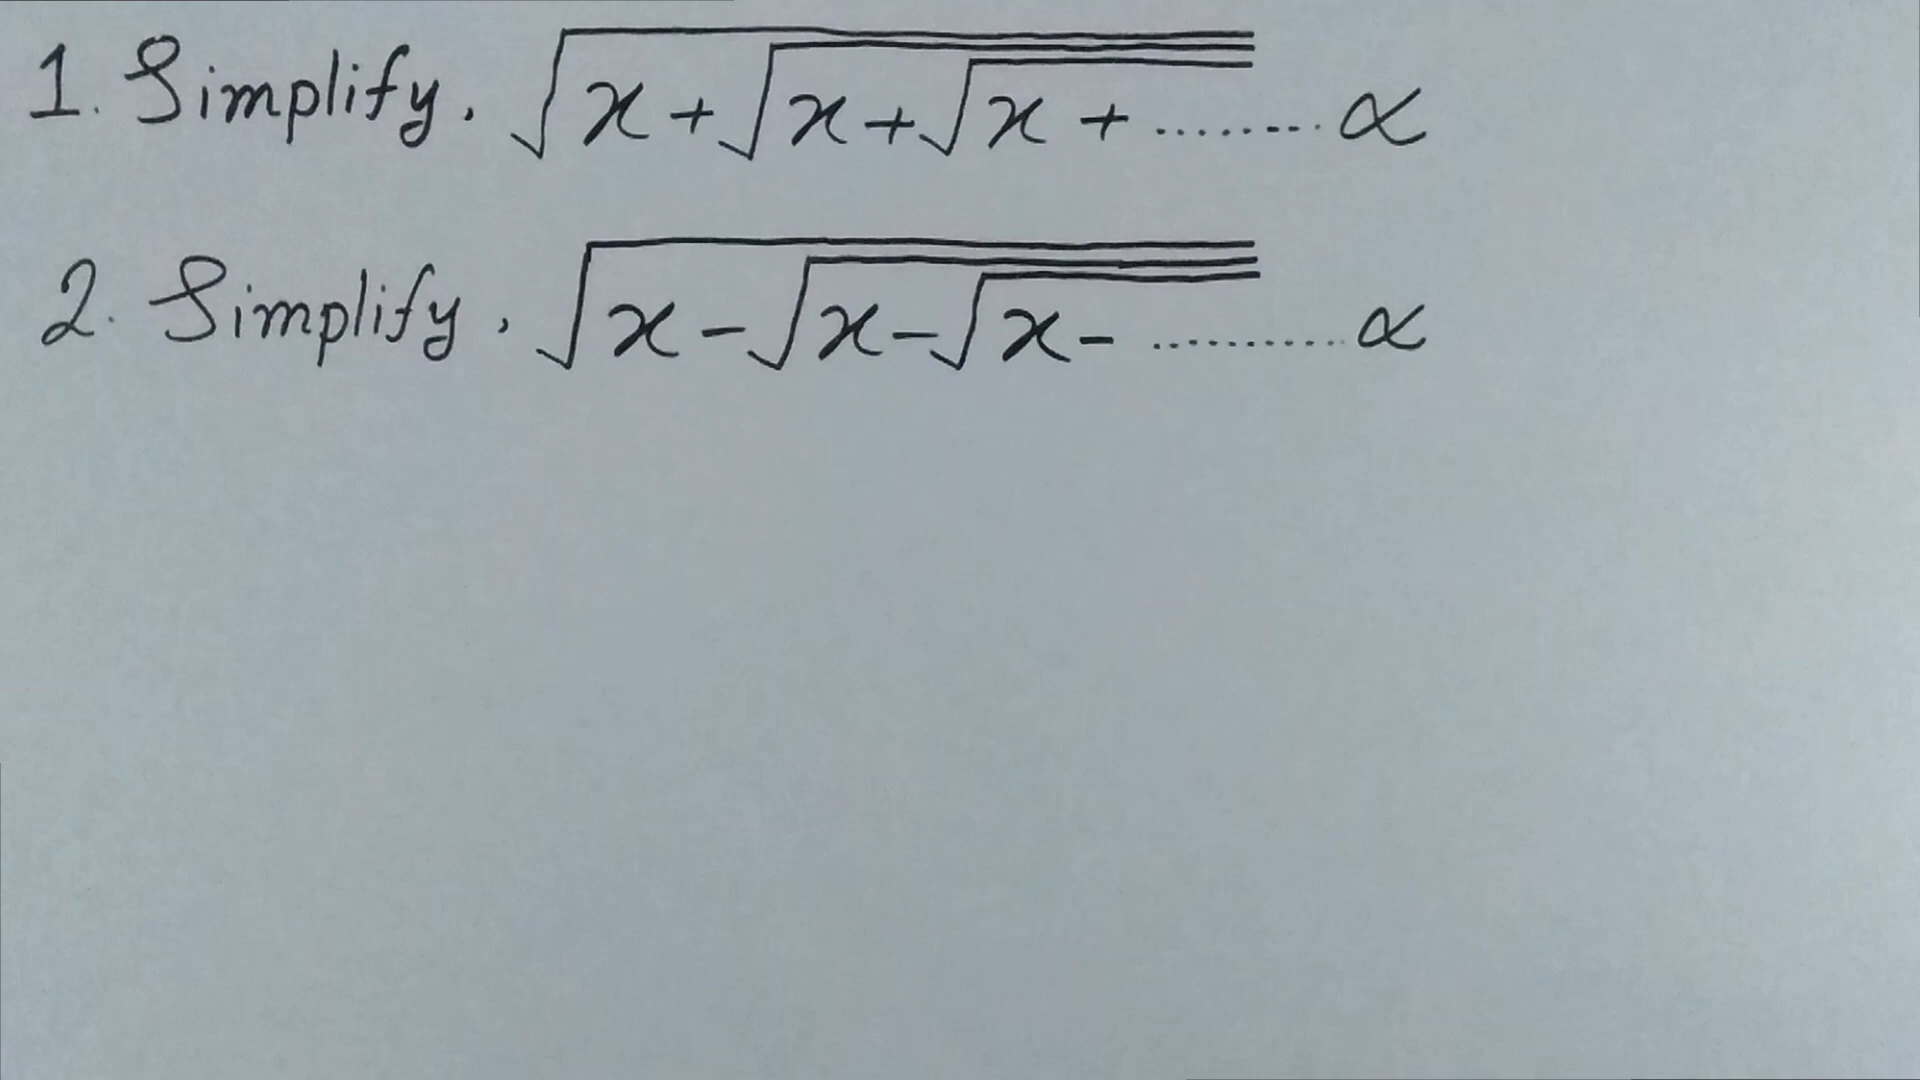 1. Simplify. √(x+√(x+√(x+........∝
2. Simplify. √(x-√(x-√(x-..........∝